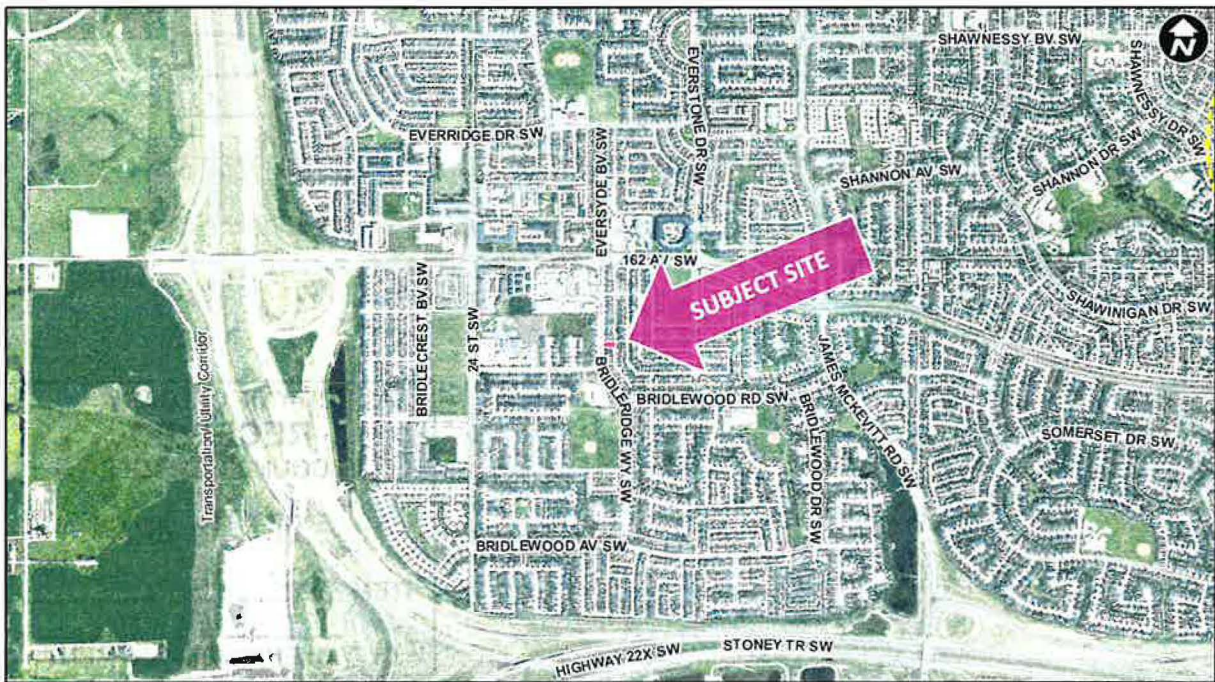 N
SHAWNESSY BV SW
SHAWNESSY DR SW
EVERSTONE DR SW
EVERRIDGE DR SW
EVERSYDE BV SW
SHANNON AV SW
SHANNON DR SW
162 AV SW
SUBJECT SITE
SHAWINIGAN DR SW
BRIDLECREST BV SW
24 ST SW
BRIDLERIDGE WY SW
BRIDLEWOOD RD SW
JAMES MCKEVITT RD SW
BRIDLEWOOD DR SW
SOMERSET DR SW
Transportation/Utility Corridor
BRIDLEWOOD AV SW
HIGHWAY 22X SW
STONEY TR SW